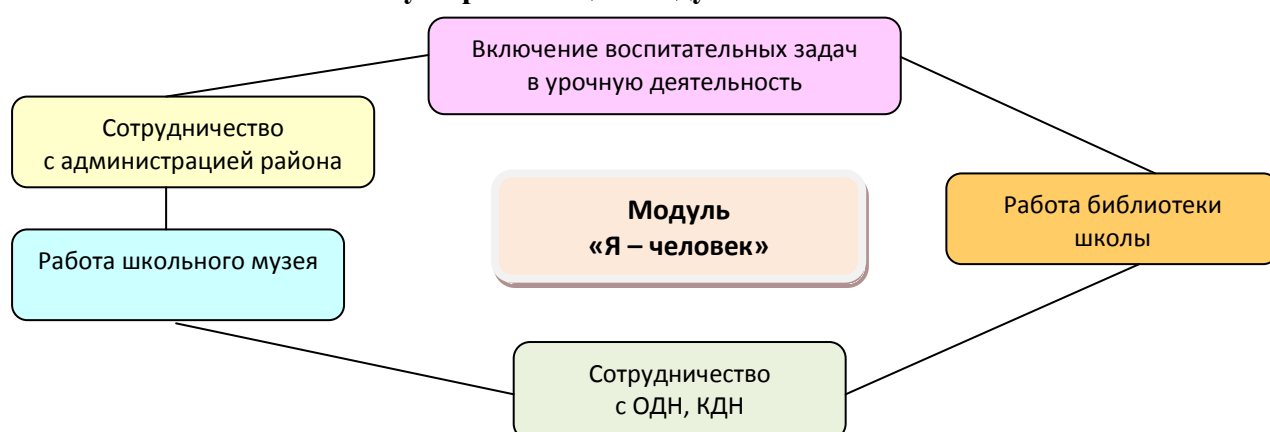 Включение воспитательных задач
в урочную деятельность
Сотрудничество
с администрацией района
Модуль
«Я – человек»
Работа библиотеки
школы
Работа школьного музея
Сотрудничество
с ОДН, КДН